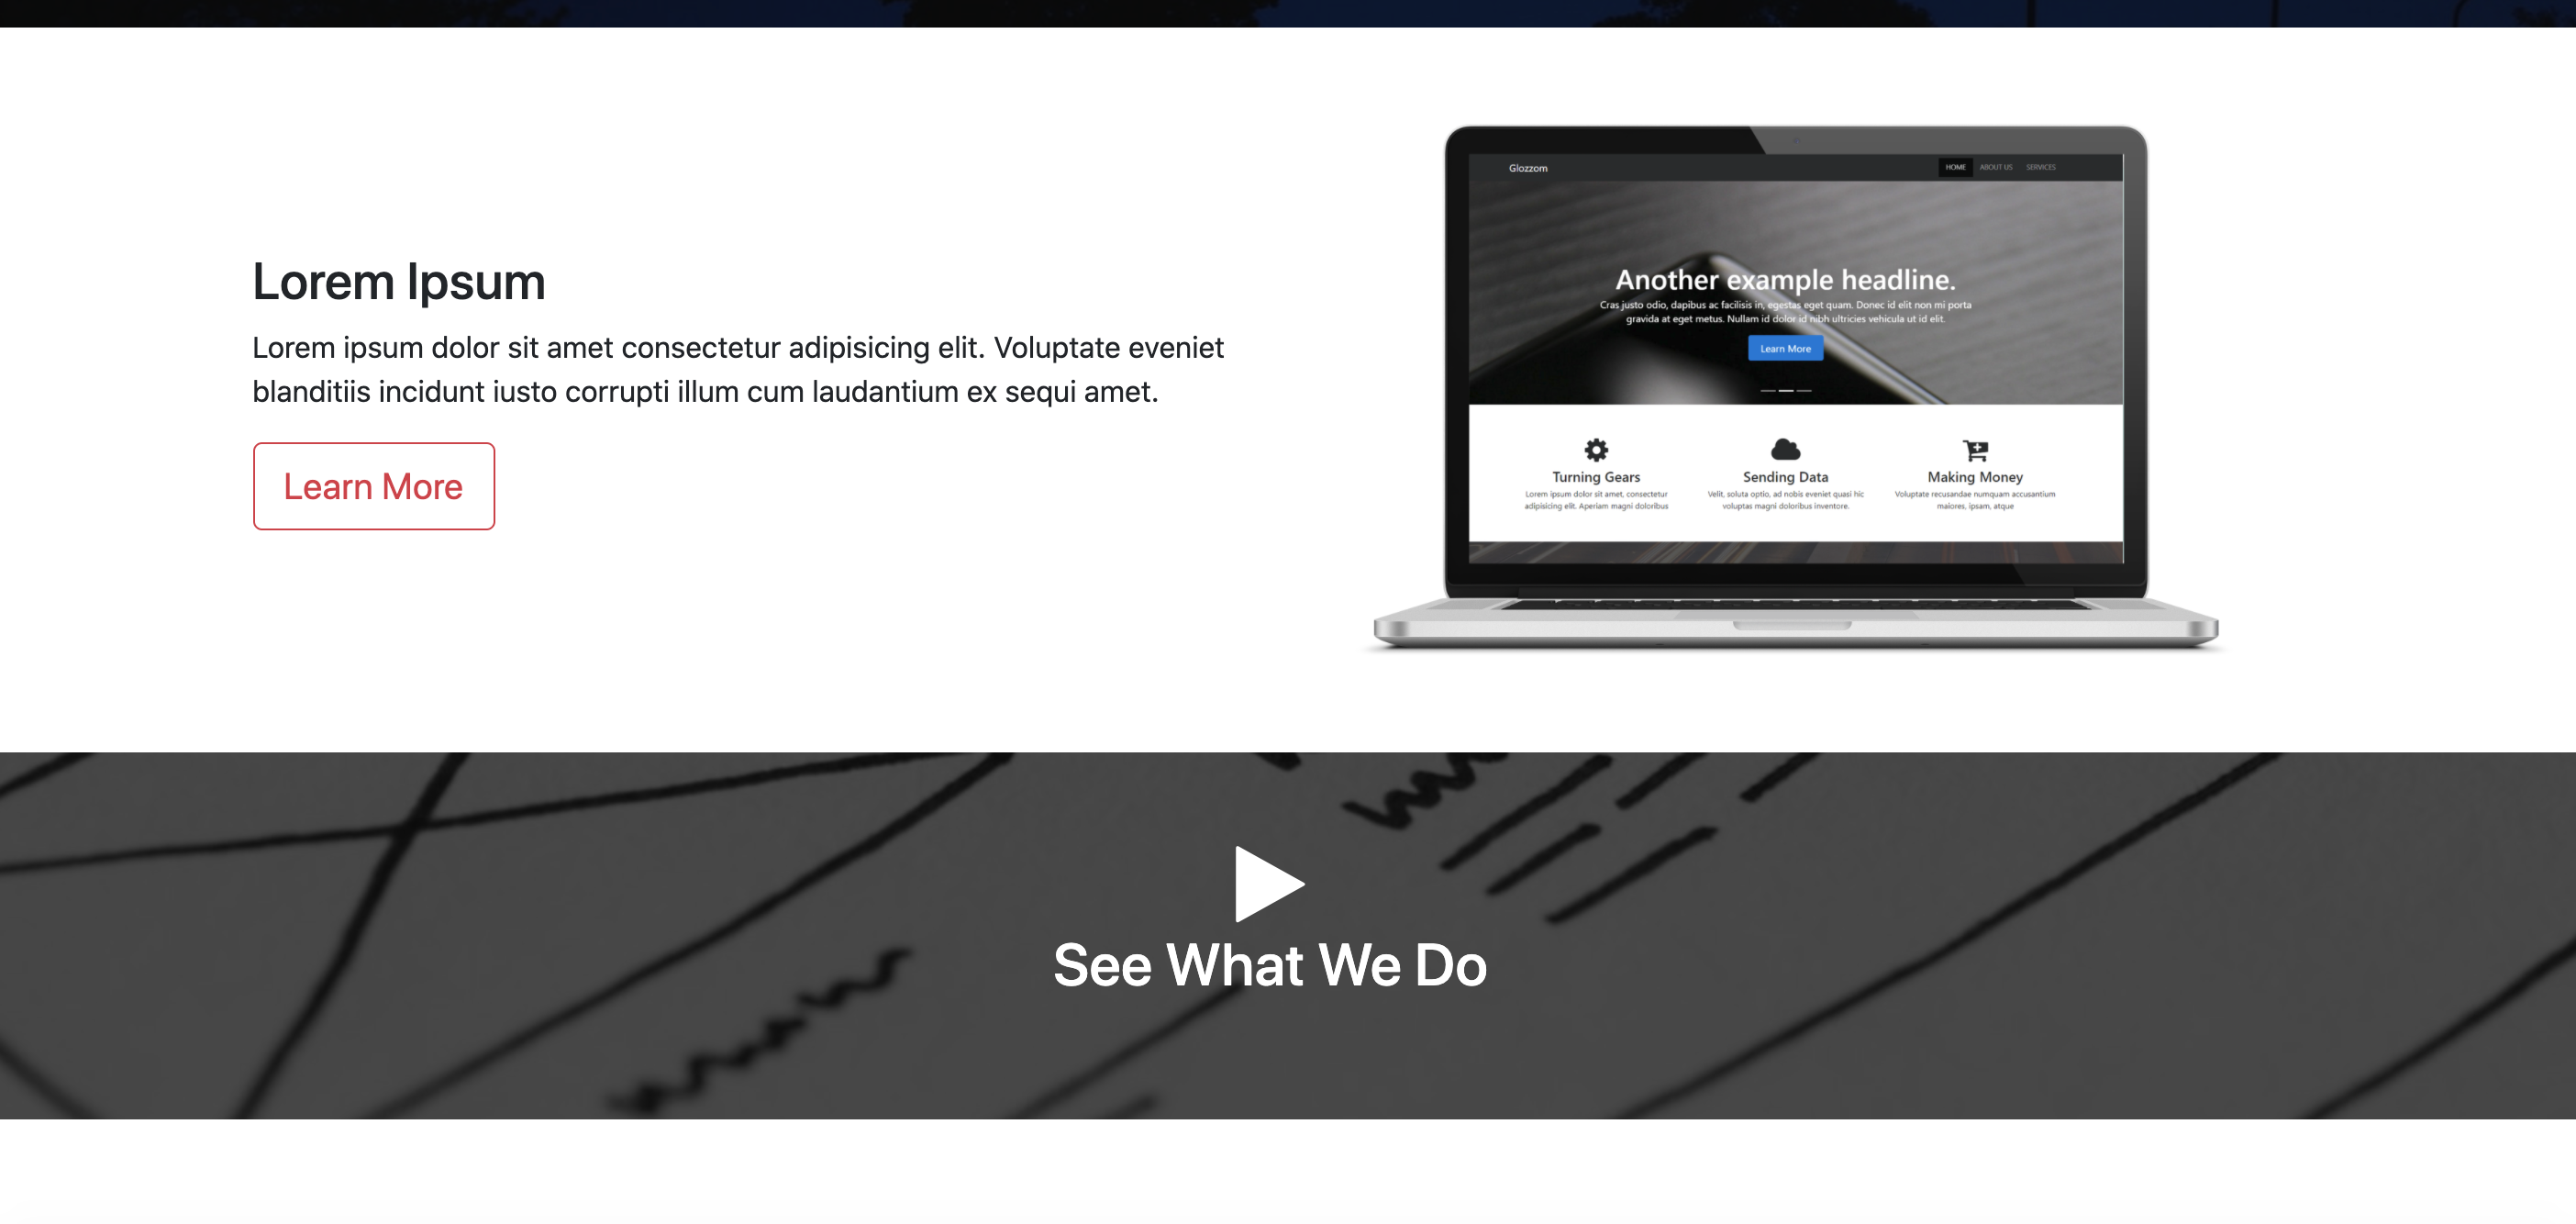 Lorem Ipsum
Lorem ipsum dolor sit amet consectetur adipisicing elit. Voluptate eveniet
blanditiis incidunt iusto corrupti illum cum laudantium ex sequi amet.
Learn More
Glozzom
HOME ABOUT US SERVICES
Another example headline.
Cras justo odio, dapibus ac facilisis in, egestas eget quam. Donec id elit non mi porta
gravida at eget metus. Nullam id dolor id nibh ultricies vehicula ut id elit.
Learn More
Turning Gears
Lorem ipsum dolor sit amet, consectetur
adipisicing elit. Aperiam magni doloribus
Sending Data
Velit, soluta optio, ad nobis eveniet quasi hic
voluptas magni doloribus inventore.
Making Money
Voluptate recusandae numquam accusantium
maiores, ipsam, atque
See What We Do